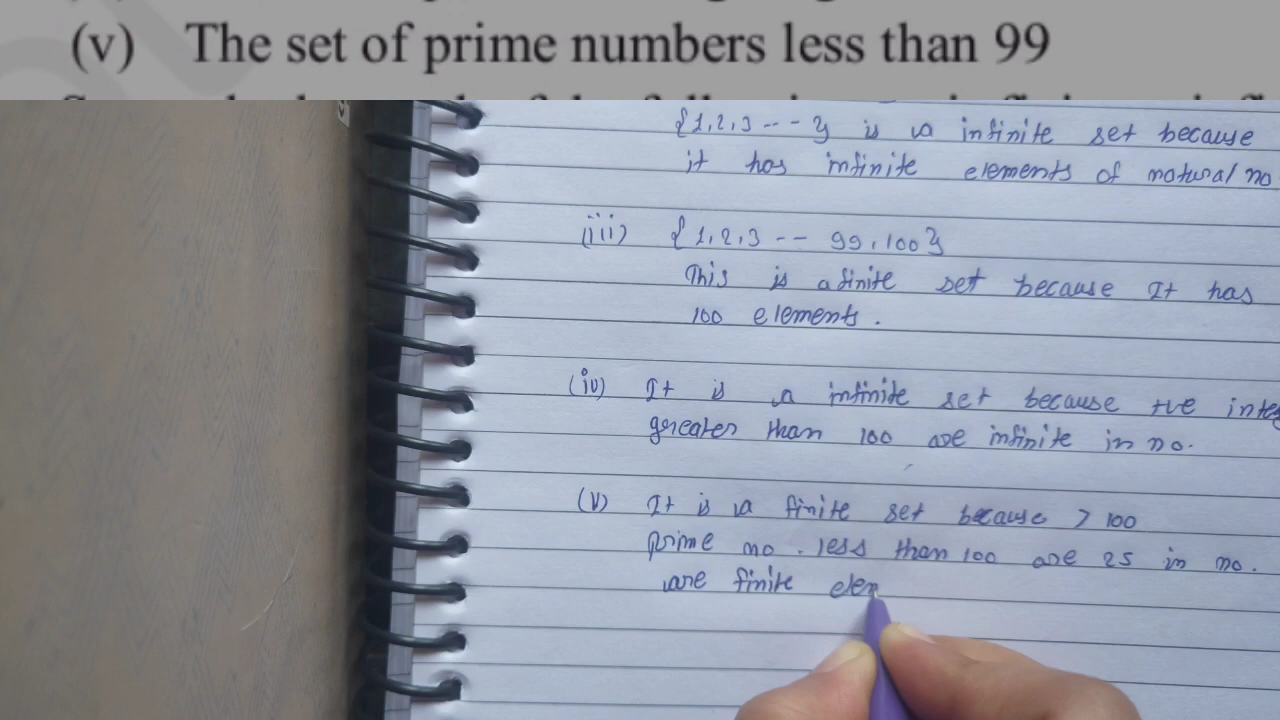 (v) The set of prime numbers less than 99
{1,2,3 --- } is a infinite set because
it has infinite elements of natural no
(iii) {1,2,3 -- 99,100}
This is a finite set because It has
100 elements.
(iv) It is a infinite set because +ve inte
greater than 100 are infinite in no.
(v) It is a finite set because > 100
prime no. less than 100 are 25 in no.
are finite elem